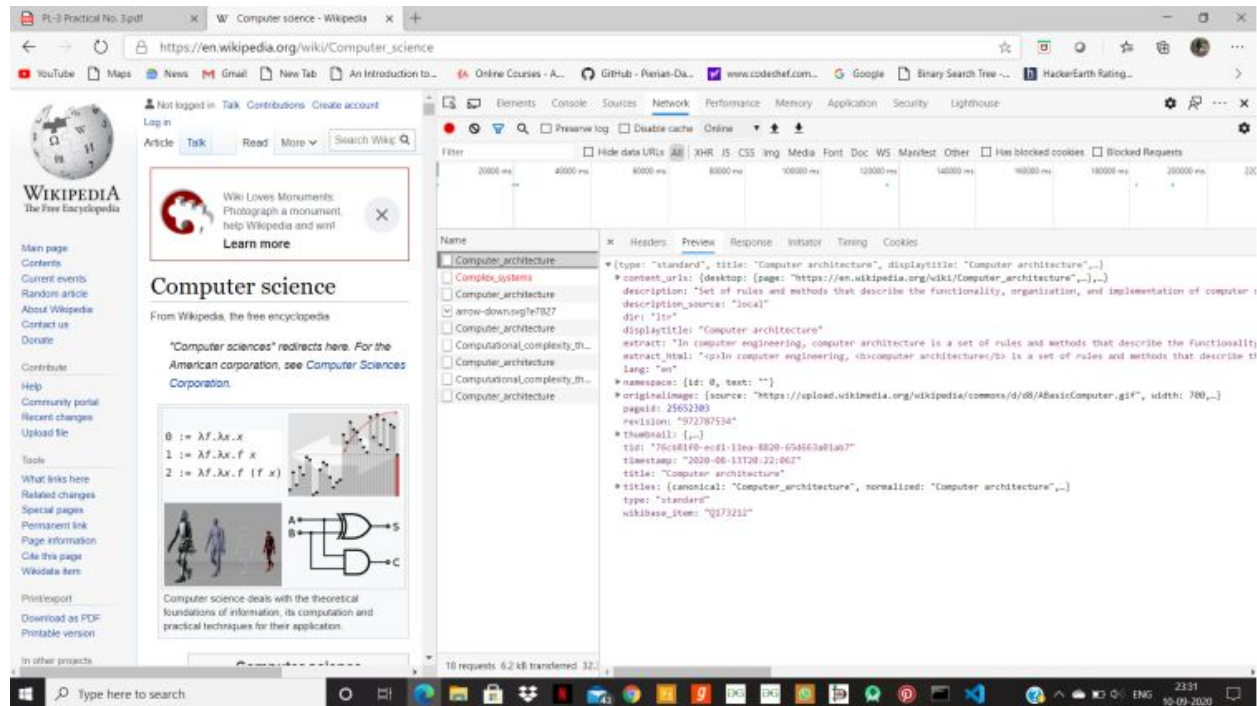 PL-3 Practical No. 3.pdf
Computer science - Wikipedia
https://en.wikipedia.org/wiki/Computer_science
YouTube Maps News Gmail New Tab An Introduction to... Online Courses - A... GitHub - Pierian-Da... www.codechef.com... Google Binary Search Tree -... HackerEarth Rating...
WIKIPEDIA
The Free Encyclopedia
Main page
Contents
Current events
Random article
About Wikipedia
Contact us
Donate
Contribute
Help
Community portal
Recent changes
Upload file
Tools
What links here
Related changes
Special pages
Permanent link
Page information
Cite this page
Wikidata item
Print/export
Download as PDF
Printable version
In other projects
Not logged in Talk Contributions Create account
Log in
Article Talk Read More Search Wikip
Wiki Loves Monuments:
Photograph a monument,
help Wikipedia and win!
Learn more
Computer science
From Wikipedia, the free encyclopedia
"Computer sciences" redirects here. For the
American corporation, see Computer Sciences
Corporation.
0 := λf.λx.x
1 := λf.λx.f x
2 := λf.λx.f (f x)
A
B
S
C
Computer science deals with the theoretical
foundations of information, its computation and
practical techniques for their application.
Computer science
Elements Console Sources Network Performance Memory Application Security Lighthouse
Preserve log Disable cache Online
Filter Hide data URLs All XHR JS CSS Img Media Font Doc WS Manifest Other Has blocked cookies Blocked Requests
20000 ms 40000 ms 60000 ms 80000 ms 100000 ms 120000 ms 140000 ms 160000 ms 180000 ms 200000 ms 220
Name
Computer_architecture
Complex_systems
Computer_architecture
arrow-down.svg?e7827
Computer_architecture
Computational_complexity_th...
Computer_architecture
Computational_complexity_th...
Computer_architecture
18 requests 6.2 kB transferred 32.
Headers Preview Response Initiator Timing Cookies
{type: "standard", title: "Computer architecture", displaytitle: "Computer architecture",…}
content_urls: {desktop: {page: "https://en.wikipedia.org/wiki/Computer_architecture",…},…}
description: "Set of rules and methods that describe the functionality, organization, and implementation of computer s
description_source: "local"
dir: "ltr"
displaytitle: "Computer architecture"
extract: "In computer engineering, computer architecture is a set of rules and methods that describe the functionality
extract_html: "<p>In computer engineering, <b>computer architecture</b> is a set of rules and methods that describe th
lang: "en"
namespace: {id: 0, text: ""}
originalimage: {source: "https://upload.wikimedia.org/wikipedia/commons/d/d8/ABasicComputer.gif", width: 700,…}
pageid: 25652303
revision: "972787534"
thumbnail: {,…}
timestamp: "2020-08-13T20:22:06Z"
title: "Computer architecture"
titles: {canonical: "Computer_architecture", normalized: "Computer architecture",…}
type: "standard"
wikibase_item: "Q173212"
Type here to search
ENG
23:31
10-09-2020